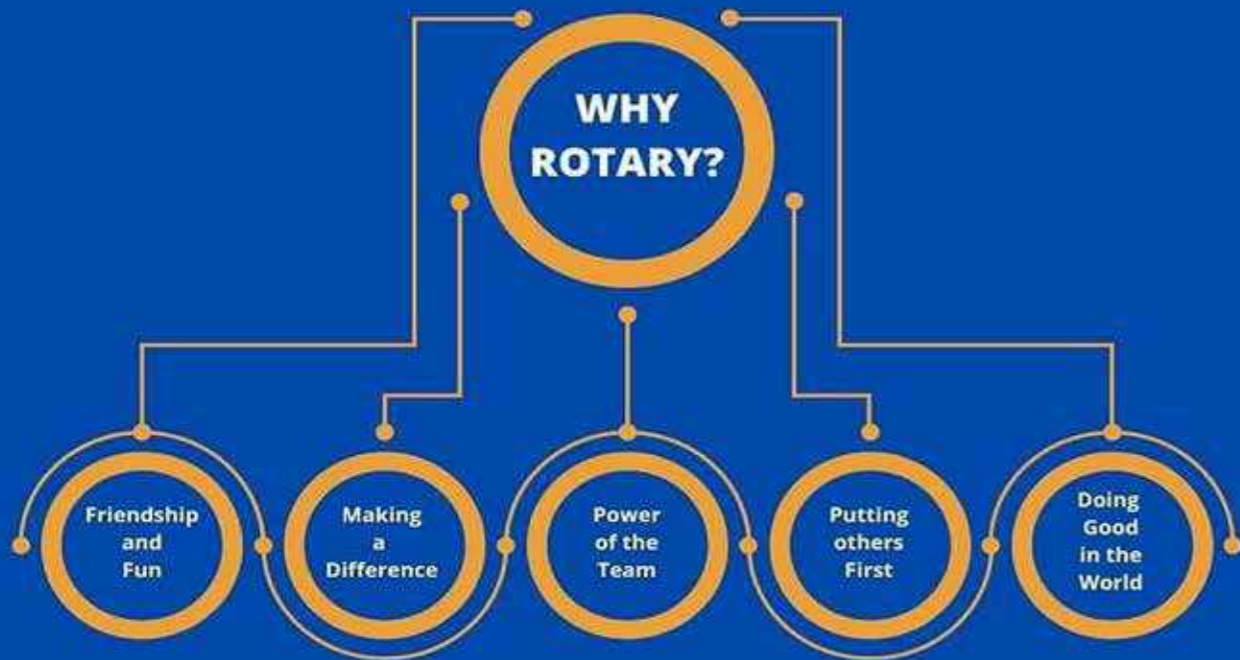 WHY
ROTARY?
Friendship
and
Fun
Making
a
Difference
Power
of the
Team
Putting
others
First
Doing
Good
in the
World